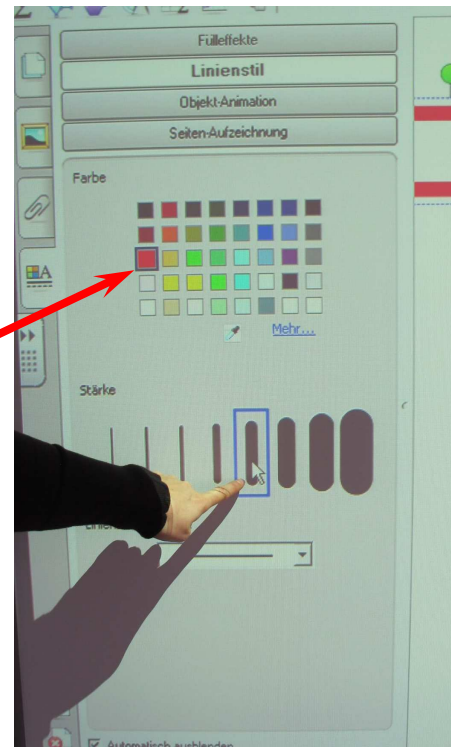 Fülleffekte
Linienstil
Objekt-Animation
Seiten-Aufzeichnung
Farbe
Mehr...
Stärke
Automatisch ausblenden